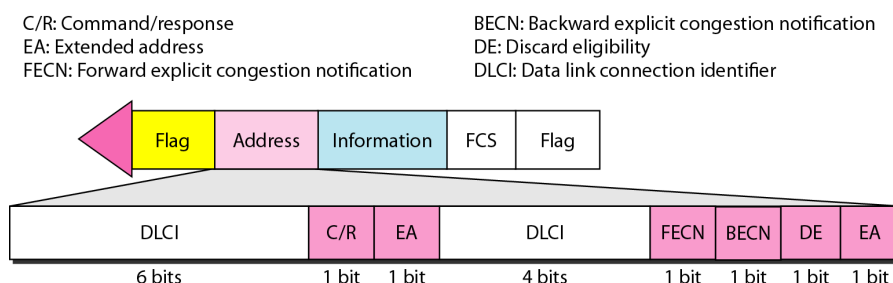 C/R: Command/response
EA: Extended address
FECN: Forward explicit congestion notification
BECN: Backward explicit congestion notification
DE: Discard eligibility
DLCI: Data link connection identifier
Flag Address Information FCS Flag
DLCI C/R EA DLCI FECN BECN DE EA
6 bits 1 bit 1 bit 4 bits 1 bit 1 bit 1 bit 1 bit